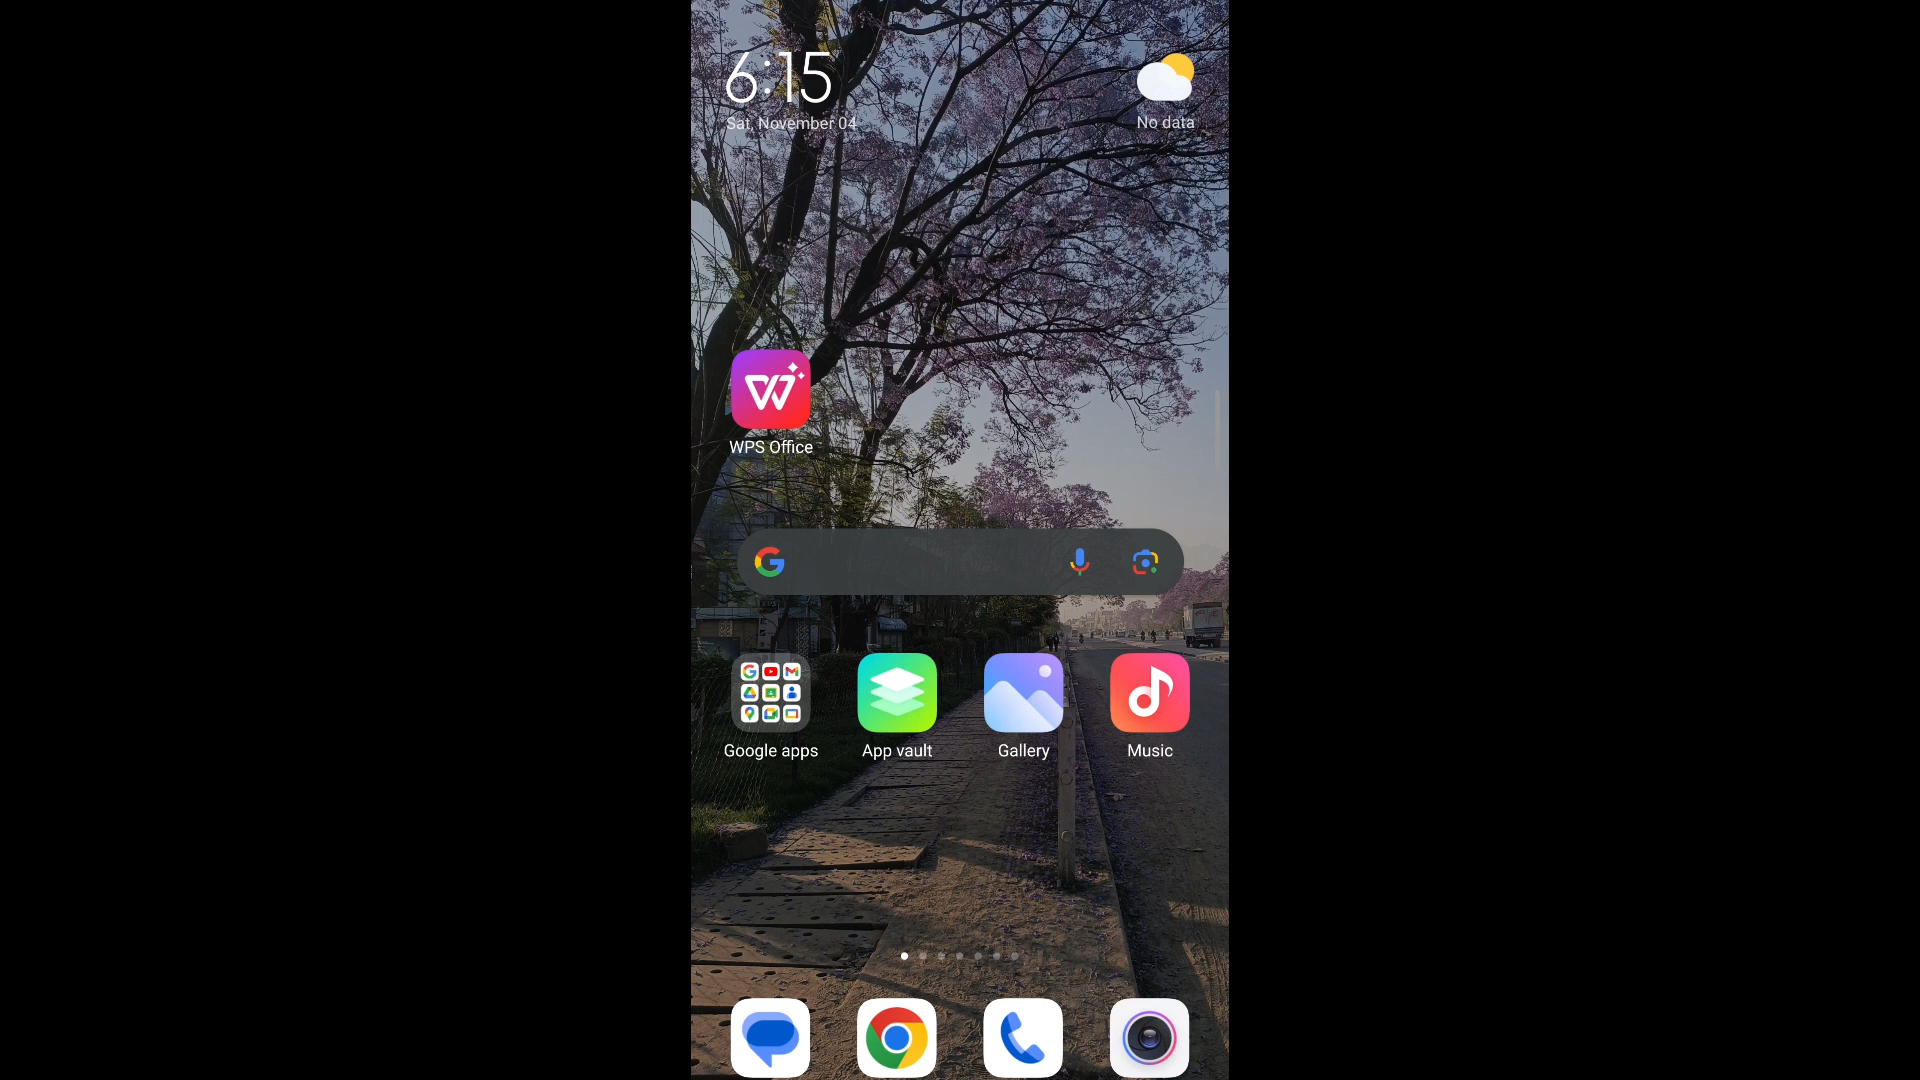 6:15
Sat, November 04
No data
WPS Office
Google apps
App vault
Gallery
Music